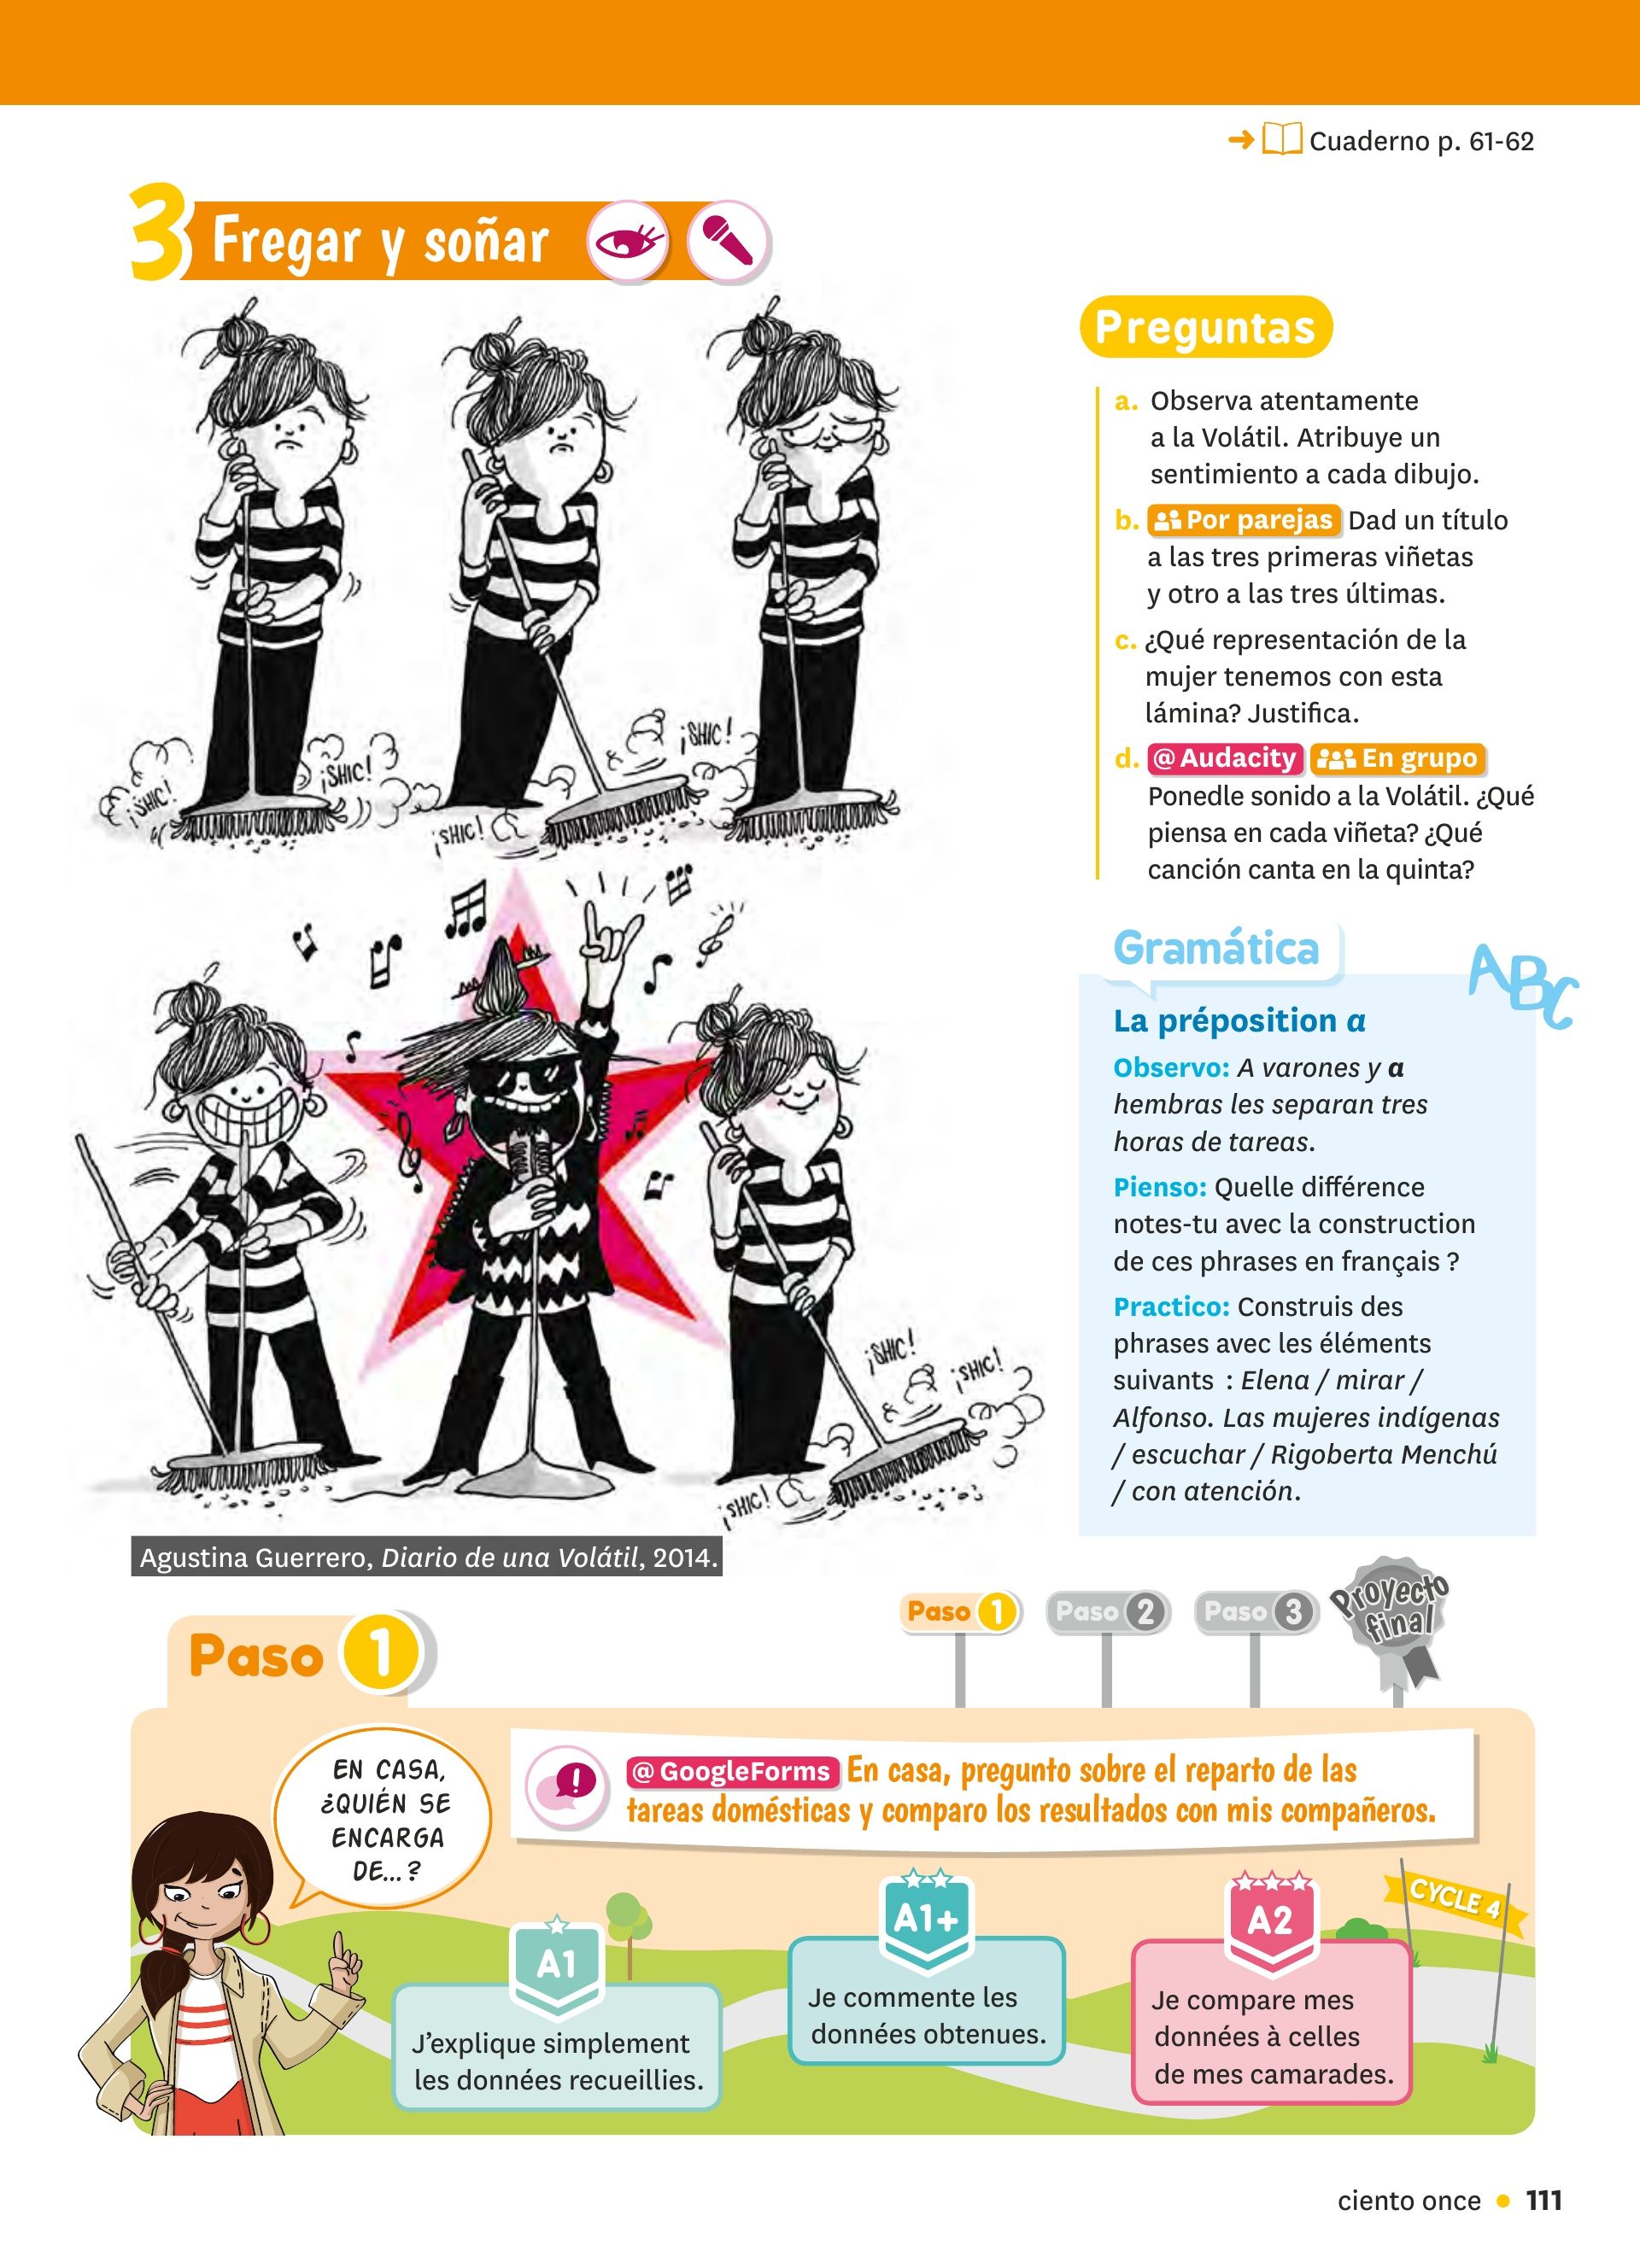 Cuaderno p. 61-62
3 Fregar y soñar
¡SHIC!
¡SHIC!
¡SHIC!
¡SHIC!
¡SHIC!
¡SHIC!
¡SHIC!
Agustina Guerrero, Diario de una Volátil, 2014.
Preguntas
a. Observa atentamente
a la Volátil. Atribuye un
sentimiento a cada dibujo.
b. Por parejas Dad un título
a las tres primeras viñetas
y otro a las tres últimas.
c. ¿Qué representación de la
mujer tenemos con esta
lámina? Justifica.
d. @ Audacity En grupo
Ponedle sonido a la Volátil. ¿Qué
piensa en cada viñeta? ¿Qué
canción canta en la quinta?
Gramática
ABC
La préposition a
Observo: A varones y a
hembras les separan tres
horas de tareas.
Pienso: Quelle différence
notes-tu avec la construction
de ces phrases en français ?
Practico: Construis des
phrases avec les éléments
suivants : Elena / mirar /
Alfonso. Las mujeres indígenas
/ escuchar / Rigoberta Menchú
/ con atención.
Paso 1
Paso 2
Paso 3
Proyecto
final
Paso 1
EN CASA,
¿QUIÉN SE
ENCARGA
DE...?
@ GoogleForms En casa, pregunto sobre el reparto de las
tareas domésticas y comparo los resultados con mis compañeros.
A1
J'explique simplement
les données recueillies.
A1+
Je commente les
données obtenues.
A2
Je compare mes
données à celles
de mes camarades.
CYCLE 4
ciento once • 111